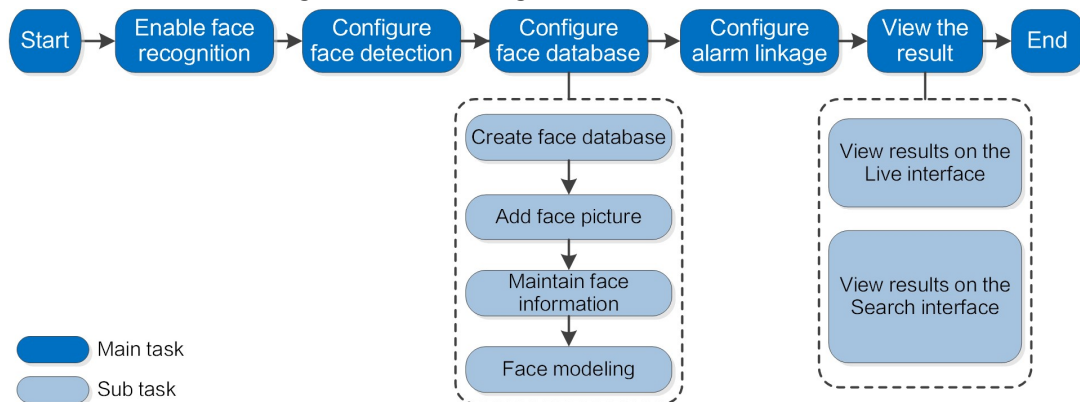 Start
Enable face
recognition
Configure
face detection
Configure
face database
Configure
alarm linkage
View the
result
End
Create face database
Add face picture
Maintain face
information
Face modeling
View results on the
Live interface
View results on the
Search interface
Main task
Sub task